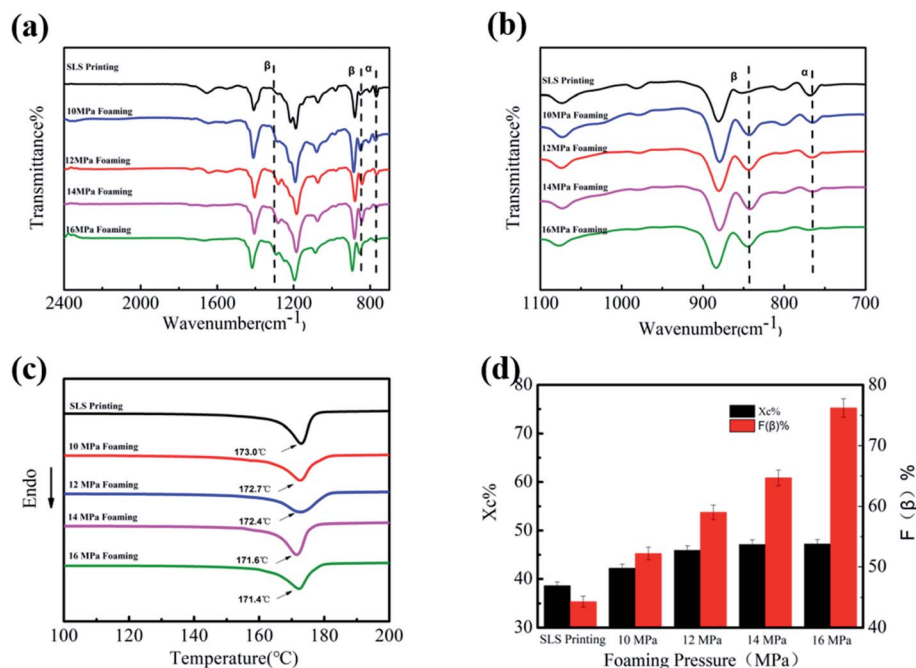 (a)
SLS Printing
β
β
α
10MPa Foaming
12MPa Foaming
14MPa Foaming
16MPa Foaming
Transmittance%
2400 2000 1600 1200 800
Wavenumber(cm-1)
(b)
SLS Printing
β
α
10MPa Foaming
12MPa Foaming
14MPa Foaming
16MPa Foaming
Transmittance%
1100 1000 900 800 700
Wavenumber(cm-1)
(c)
SLS Printing
173.0℃
10 MPa Foaming
172.7℃
12 MPa Foaming
172.4℃
14 MPa Foaming
171.6℃
16 MPa Foaming
171.4℃
Endo
100 120 140 160 180 200
Temperature(℃)
(d)
Xc%
F(β)%
80
70
60
50
40
30
Xc%
80
70
60
50
40
F (β) %
SLS Printing 10 MPa 12 MPa 14 MPa 16 MPa
Foaming Pressure (MPa)